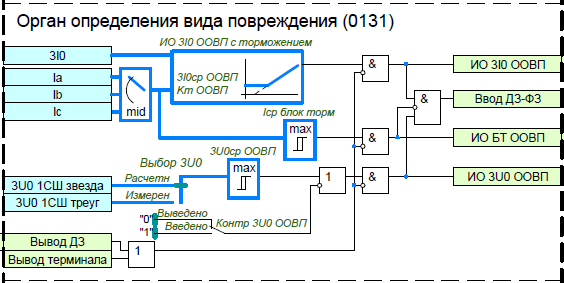 Орган определения вида повреждения (0131)
ИО 3I0 ООВП с торможением
3I0
3I0ср ООВП
Кт ООВП
&
ИО 3I0 ООВП
Ia
Ib
Ic
mid
&
Ввод ДЗ-ФЗ
Iср блок торм
max
&
ИО БТ ООВП
3U0ср ООВП
Выбор 3U0
max
3U0 1СШ звезда
Расчетн
1
&
ИО 3U0 ООВП
3U0 1СШ треуг
Измерен
"0"
Выведено
"1"
Введено
Контр 3U0 ООВП
Вывод ДЗ
1
Вывод терминала